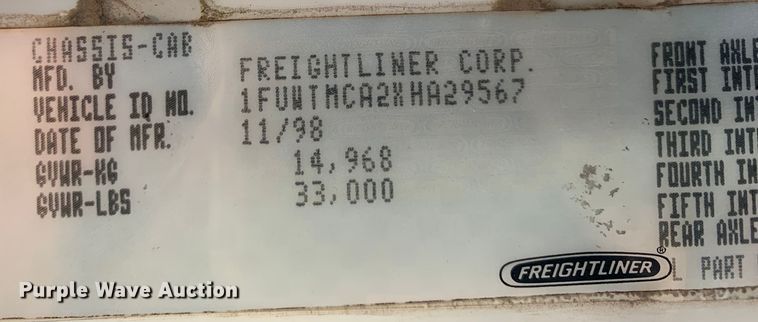 CHASSIS-CAB
MFD. BY FREIGHTLINER CORP.
VEHICLE ID NO. 1FUWTMCA2XHA29567
DATE OF MFR. 11/98
GVWR-KG 14,968
GVWR-LBS 33,000
FRONT AXLE
FIRST INT
SECOND INT
THIRD INT
FOURTH IN
FIFTH INT
REAR AXLE
FREIGHTLINER®
L PART
Purple Wave Auction